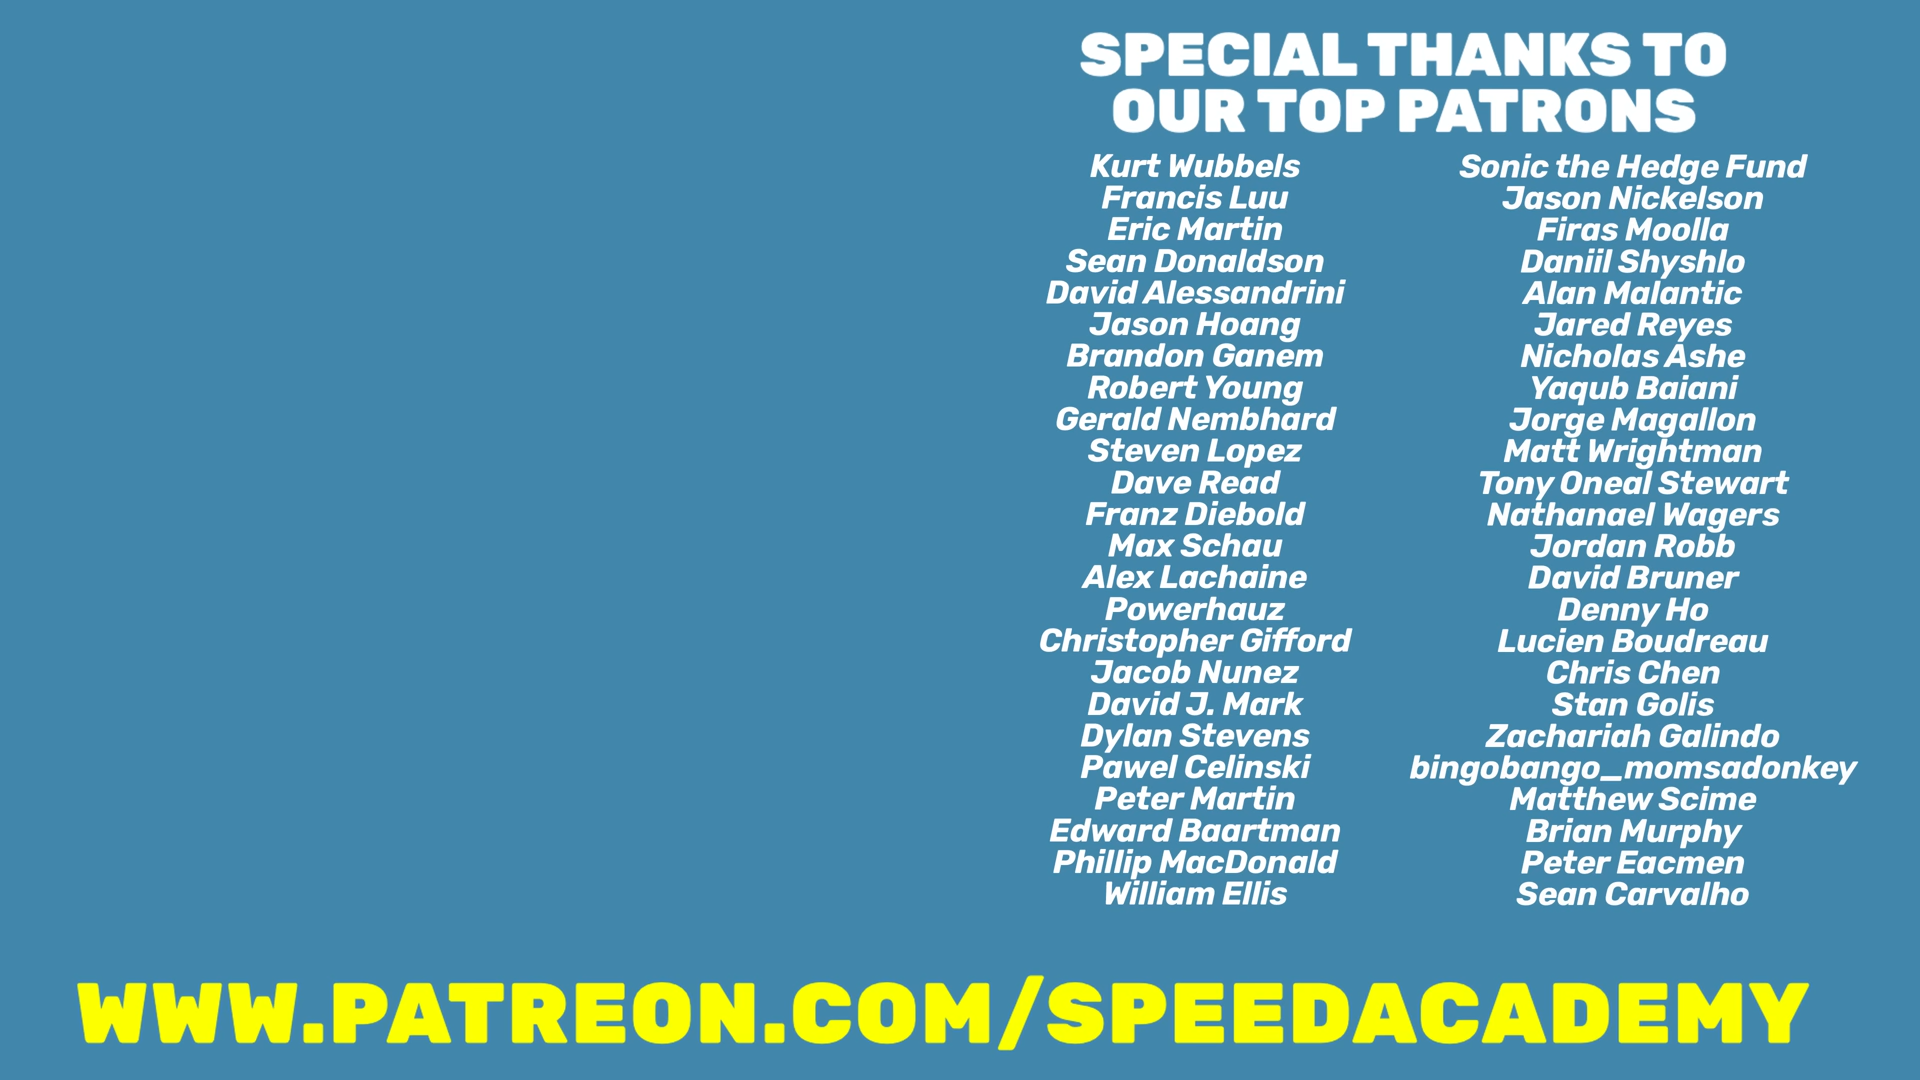 SPECIAL THANKS TO
OUR TOP PATRONS
Kurt Wubbels
Francis Luu
Eric Martin
Sean Donaldson
David Alessandrini
Jason Hoang
Brandon Ganem
Robert Young
Gerald Nembhard
Steven Lopez
Dave Read
Franz Diebold
Max Schau
Alex Lachaine
Powerhauz
Christopher Gifford
Jacob Nunez
David J. Mark
Dylan Stevens
Pawel Celinski
Peter Martin
Edward Baartman
Phillip MacDonald
William Ellis
Sonic the Hedge Fund
Jason Nickelson
Firas Moolla
Daniil Shyshlo
Alan Malantic
Jared Reyes
Nicholas Ashe
Yaqub Baiani
Jorge Magallon
Matt Wrightman
Tony Oneal Stewart
Nathanael Wagers
Jordan Robb
David Bruner
Denny Ho
Lucien Boudreau
Chris Chen
Stan Golis
Zachariah Galindo
bingobango_momsadonkey
Matthew Scime
Brian Murphy
Peter Eacmen
Sean Carvalho
WWW.PATREON.COM/SPEEDACADEMY